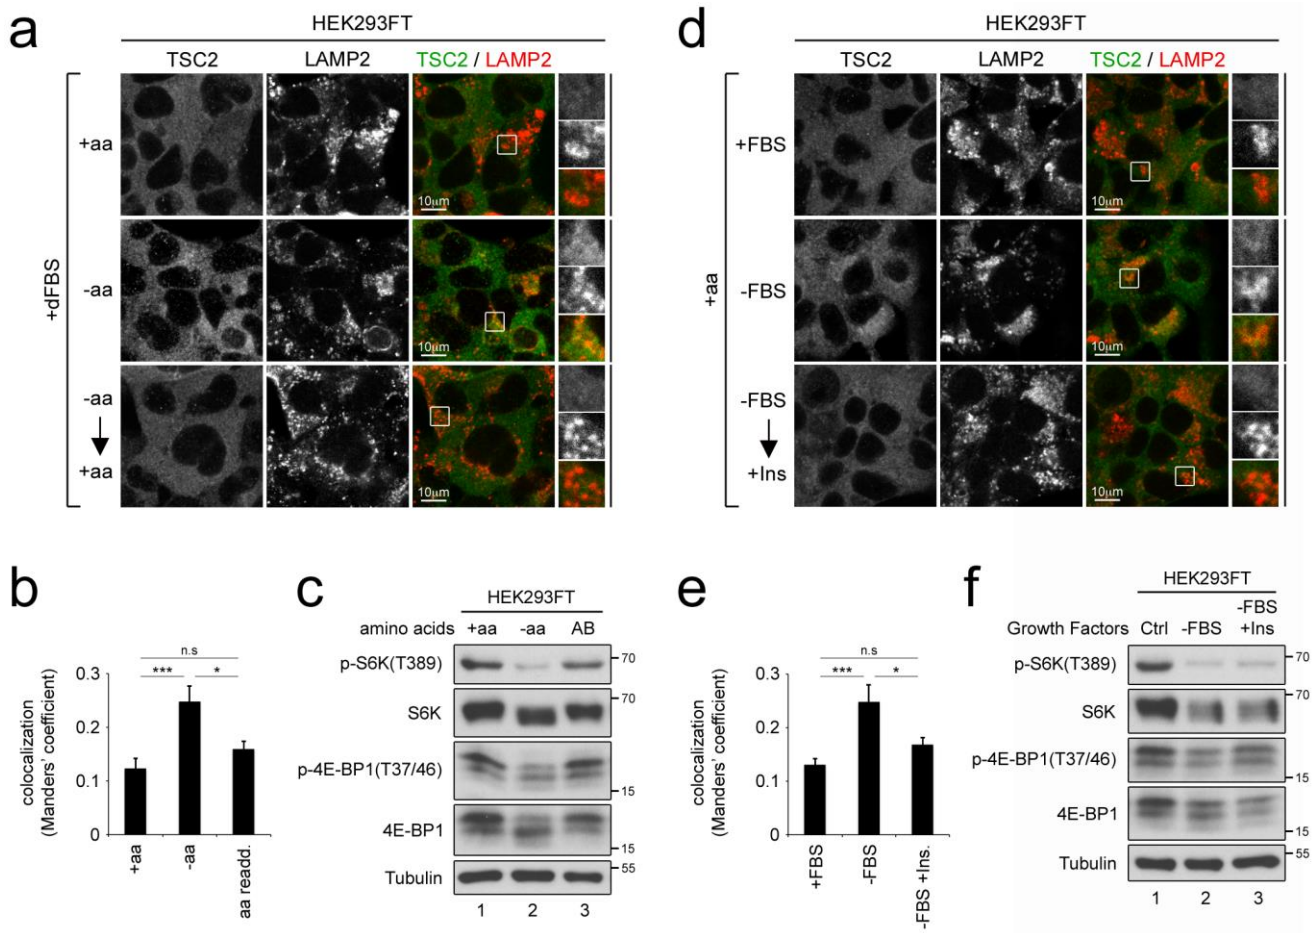 a
HEK293FT
TSC2
LAMP2
TSC2 / LAMP2
+dFBS
+aa
10µm
-aa
10µm
-aa
+aa
10µm
d
HEK293FT
TSC2
LAMP2
TSC2 / LAMP2
+aa
+FBS
10µm
-FBS
10µm
-FBS
+Ins
10µm
b
colocalization
(Manders' coefficient)
n.s
*** *
0.3
0.2
0.1
0
+aa
-aa
aa readd.
c
HEK293FT
amino acids +aa -aa AB
p-S6K(T389)
70
S6K
70
p-4E-BP1(T37/46)
15
4E-BP1
15
Tubulin
55
1 2 3
e
colocalization
(Manders' coefficient)
n.s
*** *
0.3
0.2
0.1
0
+FBS
-FBS
-FBS +Ins.
f
HEK293FT
-FBS
Growth Factors Ctrl -FBS +Ins
p-S6K(T389)
70
S6K
70
p-4E-BP1(T37/46)
15
4E-BP1
15
Tubulin
55
1 2 3